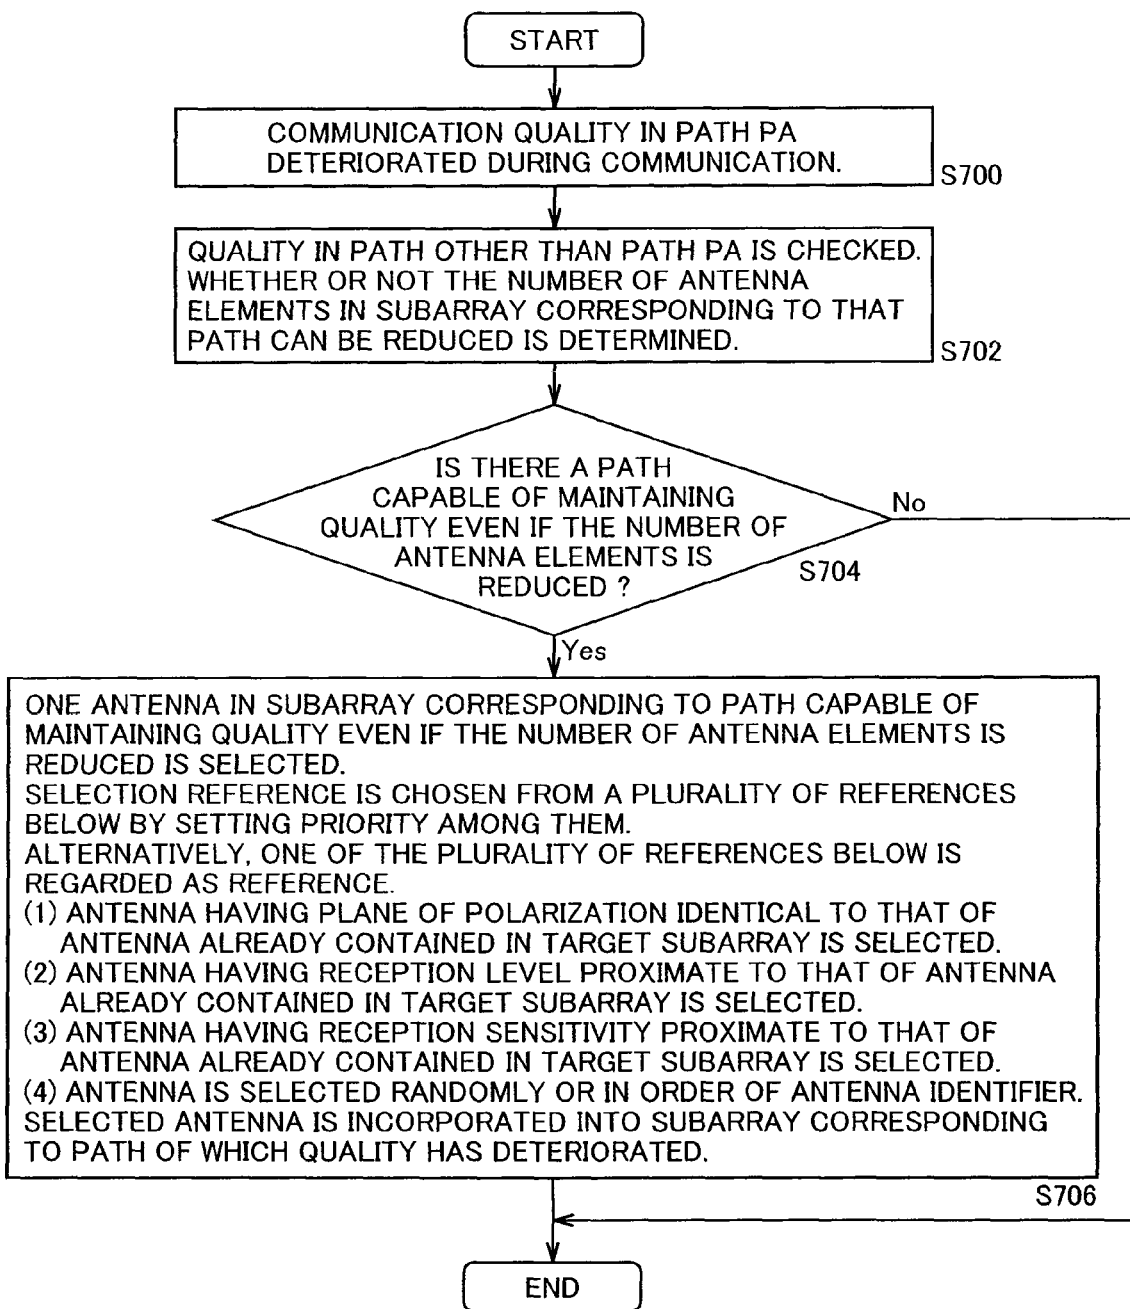 START
COMMUNICATION QUALITY IN PATH PA
DETERIORATED DURING COMMUNICATION.
S700
QUALITY IN PATH OTHER THAN PATH PA IS CHECKED.
WHETHER OR NOT THE NUMBER OF ANTENNA
ELEMENTS IN SUBARRAY CORRESPONDING TO THAT
PATH CAN BE REDUCED IS DETERMINED.
S702
IS THERE A PATH
CAPABLE OF MAINTAINING
QUALITY EVEN IF THE NUMBER OF
ANTENNA ELEMENTS IS
REDUCED ?
No
S704
Yes
ONE ANTENNA IN SUBARRAY CORRESPONDING TO PATH CAPABLE OF
MAINTAINING QUALITY EVEN IF THE NUMBER OF ANTENNA ELEMENTS IS
REDUCED IS SELECTED.
SELECTION REFERENCE IS CHOSEN FROM A PLURALITY OF REFERENCES
BELOW BY SETTING PRIORITY AMONG THEM.
ALTERNATIVELY, ONE OF THE PLURALITY OF REFERENCES BELOW IS
REGARDED AS REFERENCE.
(1) ANTENNA HAVING PLANE OF POLARIZATION IDENTICAL TO THAT OF
ANTENNA ALREADY CONTAINED IN TARGET SUBARRAY IS SELECTED.
(2) ANTENNA HAVING RECEPTION LEVEL PROXIMATE TO THAT OF ANTENNA
ALREADY CONTAINED IN TARGET SUBARRAY IS SELECTED.
(3) ANTENNA HAVING RECEPTION SENSITIVITY PROXIMATE TO THAT OF
ANTENNA ALREADY CONTAINED IN TARGET SUBARRAY IS SELECTED.
(4) ANTENNA IS SELECTED RANDOMLY OR IN ORDER OF ANTENNA IDENTIFIER.
SELECTED ANTENNA IS INCORPORATED INTO SUBARRAY CORRESPONDING
TO PATH OF WHICH QUALITY HAS DETERIORATED.
S706
END